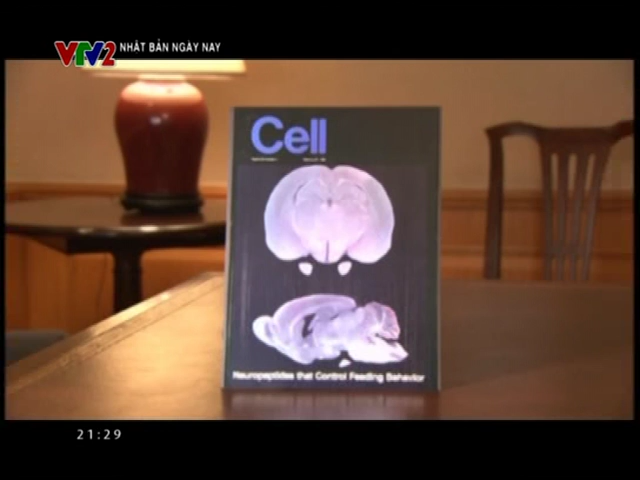 VTV2 NHẬT BẢN NGÀY NAY
Cell
Neuropeptides that Control Feeding Behavior
21:29